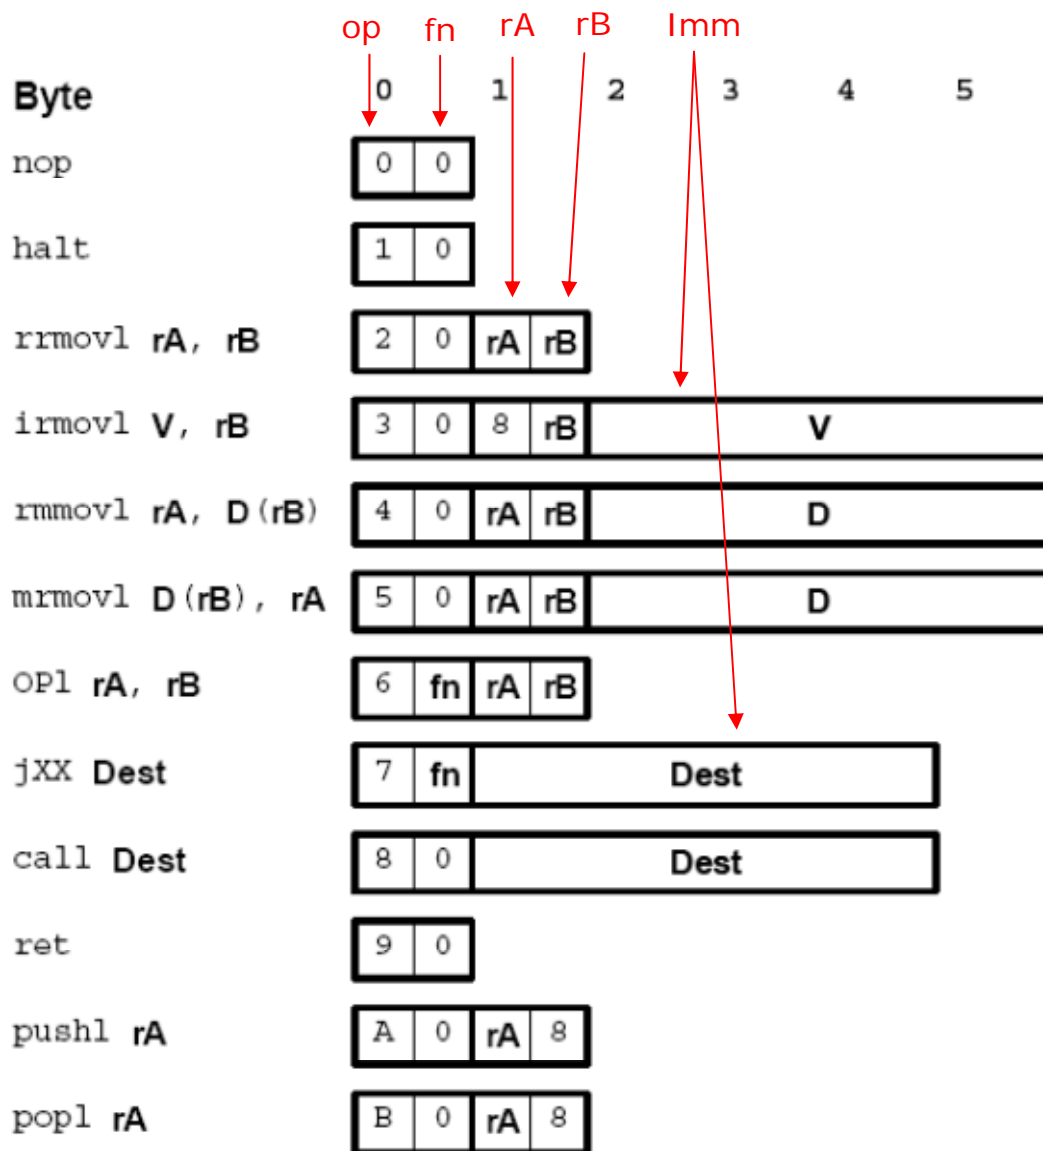 op fn rA rB Imm
Byte 0 1 2 3 4 5
nop 0 0
halt 1 0
rrmovl rA, rB 2 0 rA rB
irmovl V, rB 3 0 8 rB V
rmmovl rA, D(rB) 4 0 rA rB D
mrmovl D(rB), rA 5 0 rA rB D
OPl rA, rB 6 fn rA rB
jXX Dest 7 fn Dest
call Dest 8 0 Dest
ret 9 0
pushl rA A 0 rA 8
popl rA B 0 rA 8